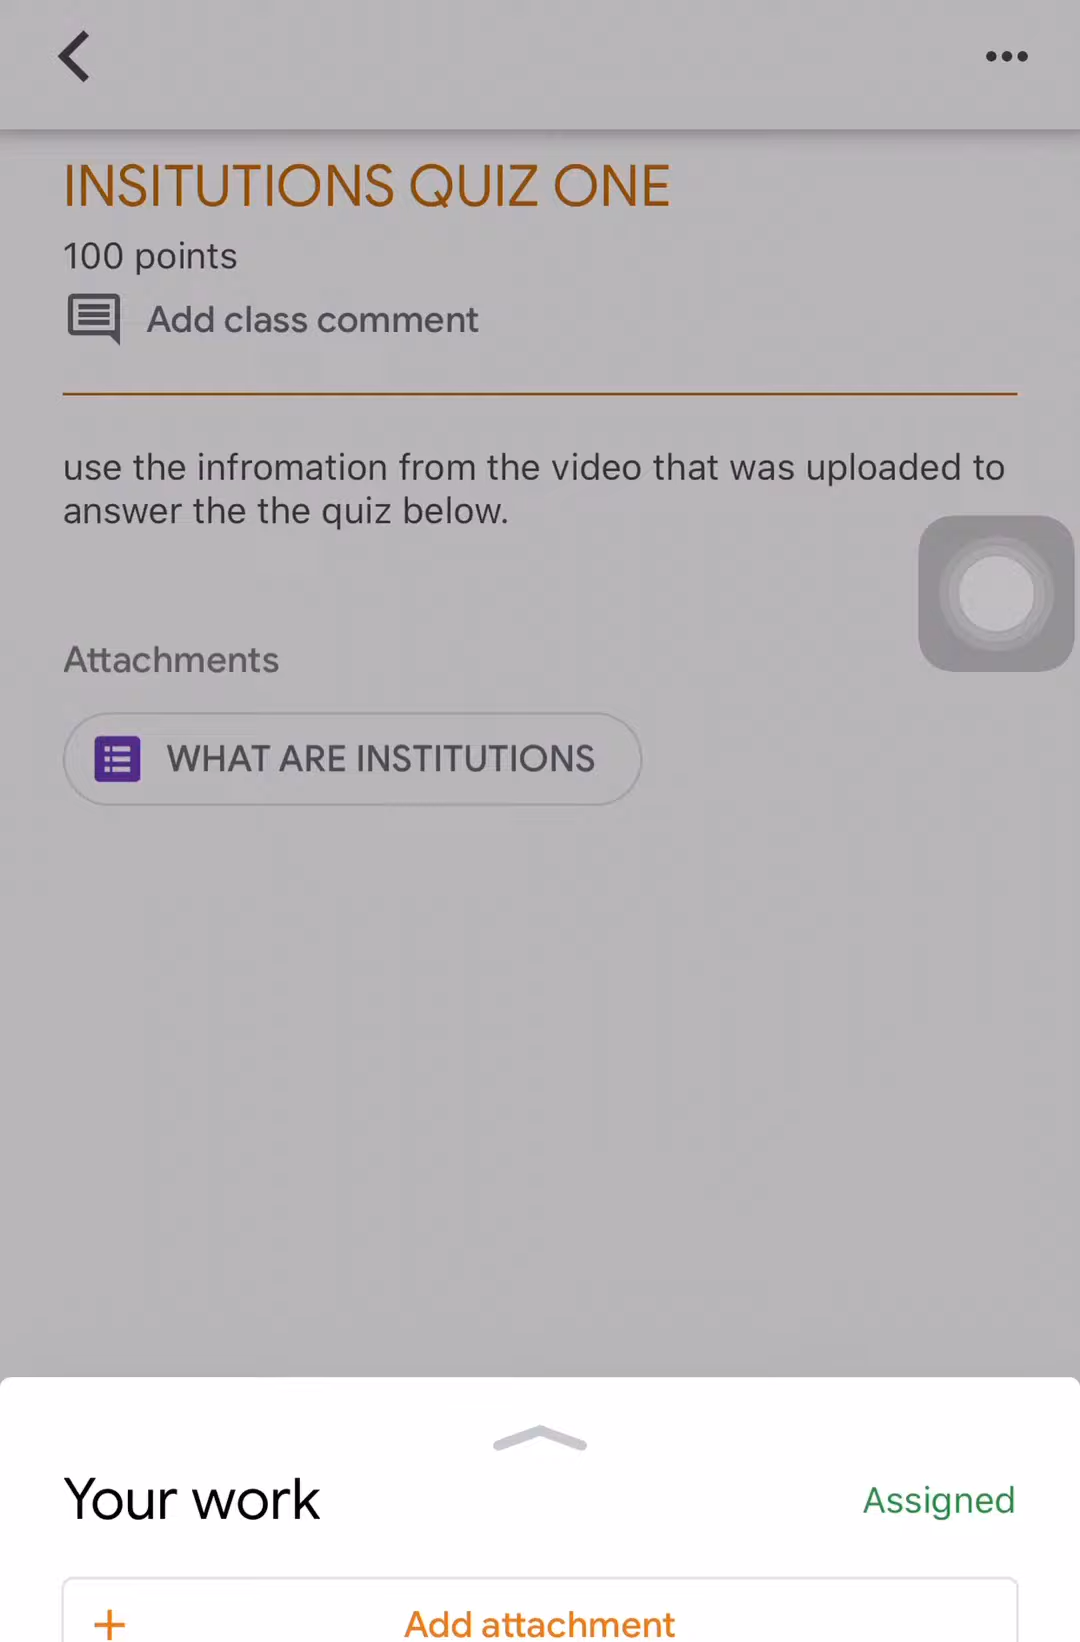 INSITUTIONS QUIZ ONE
100 points
Add class comment
use the infromation from the video that was uploaded to
answer the the quiz below.
Attachments
WHAT ARE INSTITUTIONS
Your work
Assigned
Add attachment